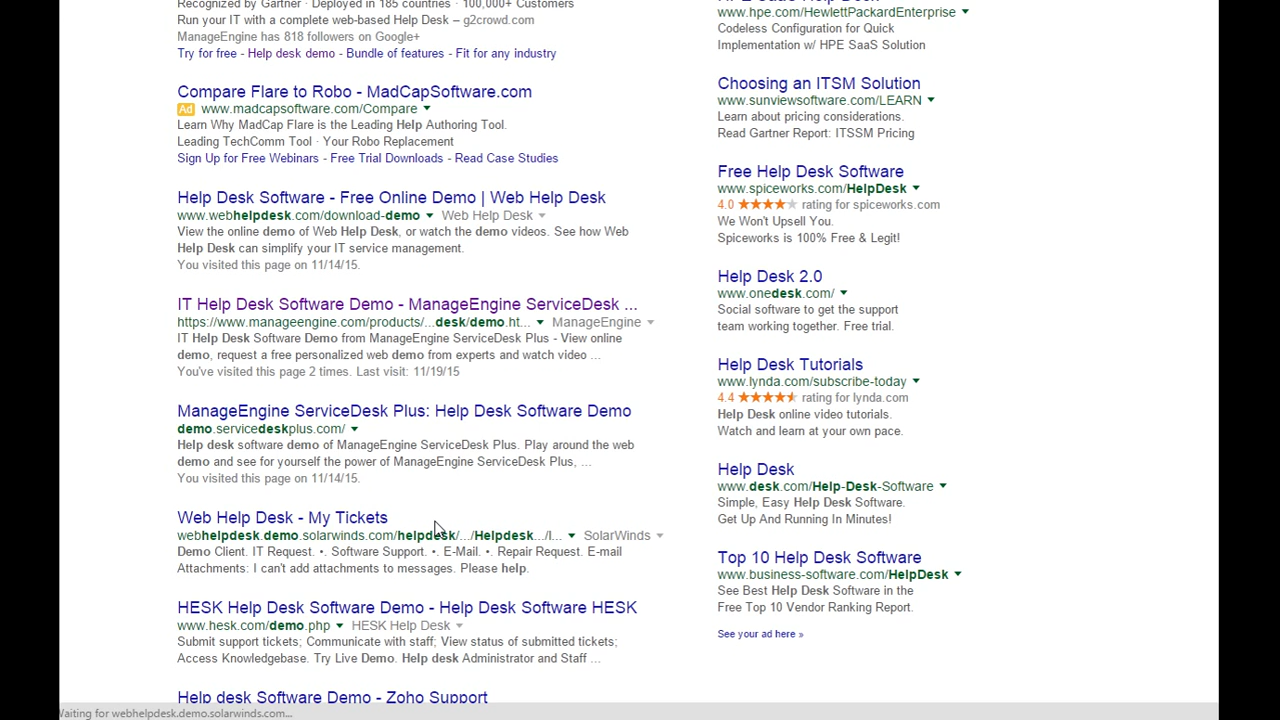 Recognized by Gartner · Deployed in 185 countries · 100,000+ Customers
Run your IT with a complete web-based Help Desk – g2crowd.com
ManageEngine has 818 followers on Google+
Try for free - Help desk demo - Bundle of features - Fit for any industry
Compare Flare to Robo - MadCapSoftware.com
Ad www.madcapsoftware.com/Compare
Learn Why MadCap Flare is the Leading Help Authoring Tool.
Leading TechComm Tool · Your Robo Replacement
Sign Up for Free Webinars - Free Trial Downloads - Read Case Studies
Help Desk Software - Free Online Demo | Web Help Desk
www.webhelpdesk.com/download-demo Web Help Desk
View the online demo of Web Help Desk, or watch the demo videos. See how Web
Help Desk can simplify your IT service management.
You visited this page on 11/14/15.
IT Help Desk Software Demo - ManageEngine ServiceDesk ...
https://www.manageengine.com/products/...desk/demo.ht... ManageEngine
IT Help Desk Software Demo from ManageEngine ServiceDesk Plus - View online
demo, request a free personalized web demo from experts and watch video ...
You've visited this page 2 times. Last visit: 11/19/15
ManageEngine ServiceDesk Plus: Help Desk Software Demo
demo.servicedeskplus.com/
Help desk software demo of ManageEngine ServiceDesk Plus. Play around the web
demo and see for yourself the power of ManageEngine ServiceDesk Plus, ...
You visited this page on 11/14/15.
Web Help Desk - My Tickets
webhelpdesk.demo.solarwinds.com/helpdesk/.../Helpdesk.../l... SolarWinds
Demo Client. IT Request. •. Software Support. •. E-Mail. •. Repair Request. E-mail
Attachments: I can't add attachments to messages. Please help.
HESK Help Desk Software Demo - Help Desk Software HESK
www.hesk.com/demo.php HESK Help Desk
Submit support tickets; Communicate with staff; View status of submitted tickets;
Access Knowledgebase. Try Live Demo. Help desk Administrator and Staff ...
Help desk Software Demo - Zoho Support
www.hpe.com/HewlettPackardEnterprise
Codeless Configuration for Quick
Implementation w/ HPE SaaS Solution
Choosing an ITSM Solution
www.sunviewsoftware.com/LEARN
Learn about pricing considerations.
Read Gartner Report: ITSSM Pricing
Free Help Desk Software
www.spiceworks.com/HelpDesk
4.0 ★★★★★ rating for spiceworks.com
We Won't Upsell You.
Spiceworks is 100% Free & Legit!
Help Desk 2.0
www.onedesk.com/
Social software to get the support
team working together. Free trial.
Help Desk Tutorials
www.lynda.com/subscribe-today
4.4 ★★★★★ rating for lynda.com
Help Desk online video tutorials.
Watch and learn at your own pace.
Help Desk
www.desk.com/Help-Desk-Software
Simple, Easy Help Desk Software.
Get Up And Running In Minutes!
Top 10 Help Desk Software
www.business-software.com/HelpDesk
See Best Help Desk Software in the
Free Top 10 Vendor Ranking Report.
See your ad here »
Waiting for webhelpdesk.demo.solarwinds.com...